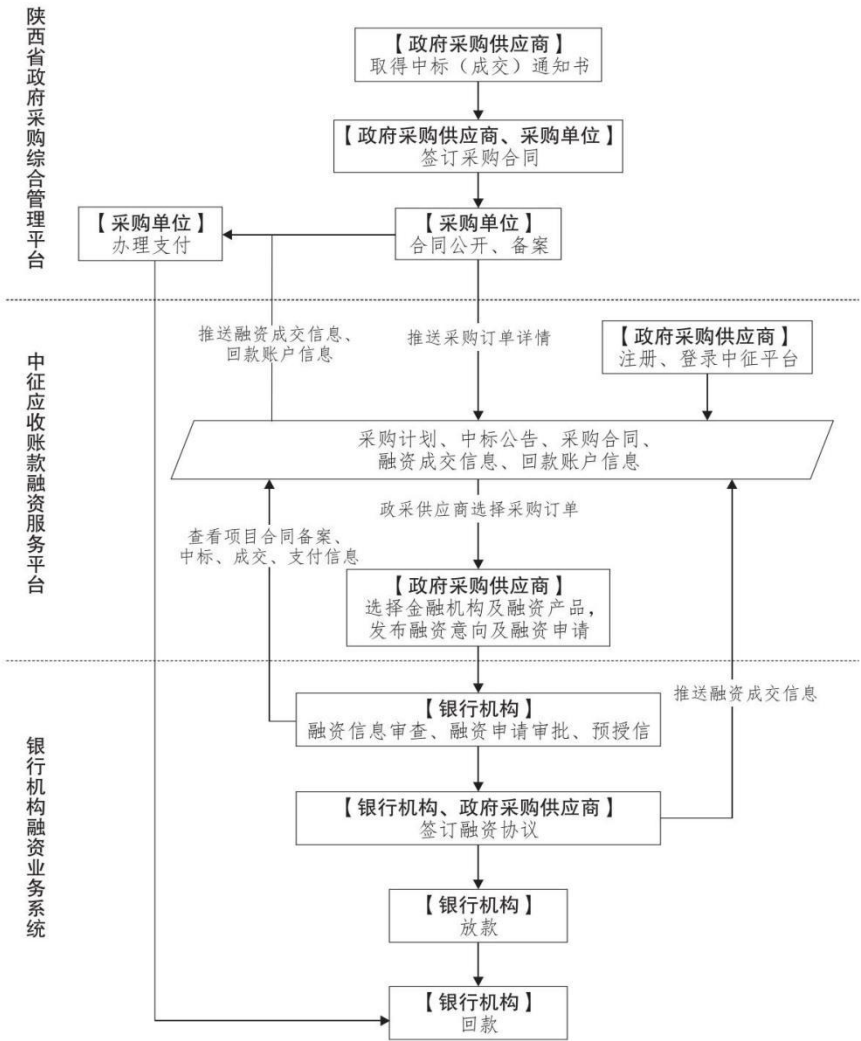 陕西省政府采购综合管理平台
【政府采购供应商】
取得中标（成交）通知书
【政府采购供应商、采购单位】
签订采购合同
【采购单位】
办理支付
【采购单位】
合同公开、备案
中征应收账款融资服务平台
推送融资成交信息、
回款账户信息
推送采购订单详情
【政府采购供应商】
注册、登录中征平台
采购计划、中标公告、采购合同、
融资成交信息、回款账户信息
政采供应商选择采购订单
查看项目合同备案、
中标、成交、支付信息
【政府采购供应商】
选择金融机构及融资产品，
发布融资意向及融资申请
银行机构融资业务系统
推送融资成交信息
【银行机构】
融资信息审查、融资申请审批、预授信
【银行机构、政府采购供应商】
签订融资协议
【银行机构】
放款
【银行机构】
回款